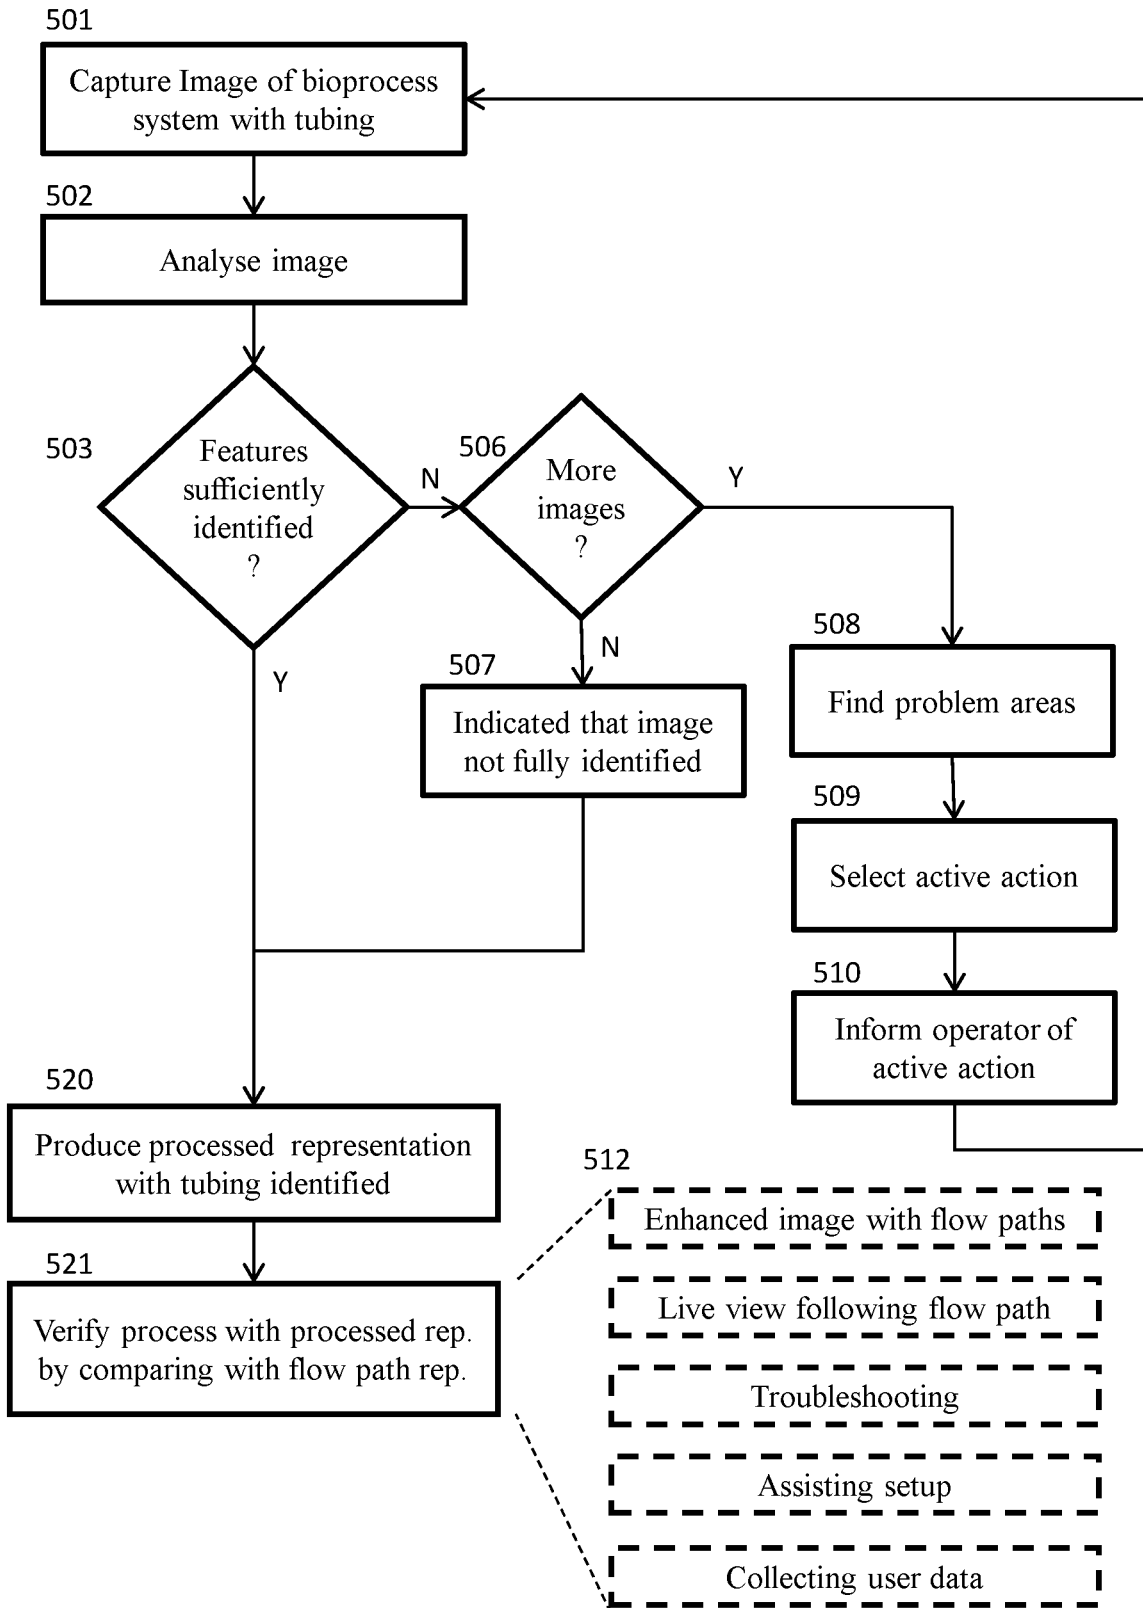 501
Capture Image of bioprocess
system with tubing
502
Analyse image
503
Features
sufficiently
identified
?
N
506
More
images
?
Y
N
Y
507
Indicated that image
not fully identified
508
Find problem areas
509
Select active action
510
Inform operator of
active action
520
Produce processed representation
with tubing identified
521
Verify process with processed rep.
by comparing with flow path rep.
512
Enhanced image with flow paths
Live view following flow path
Troubleshooting
Assisting setup
Collecting user data